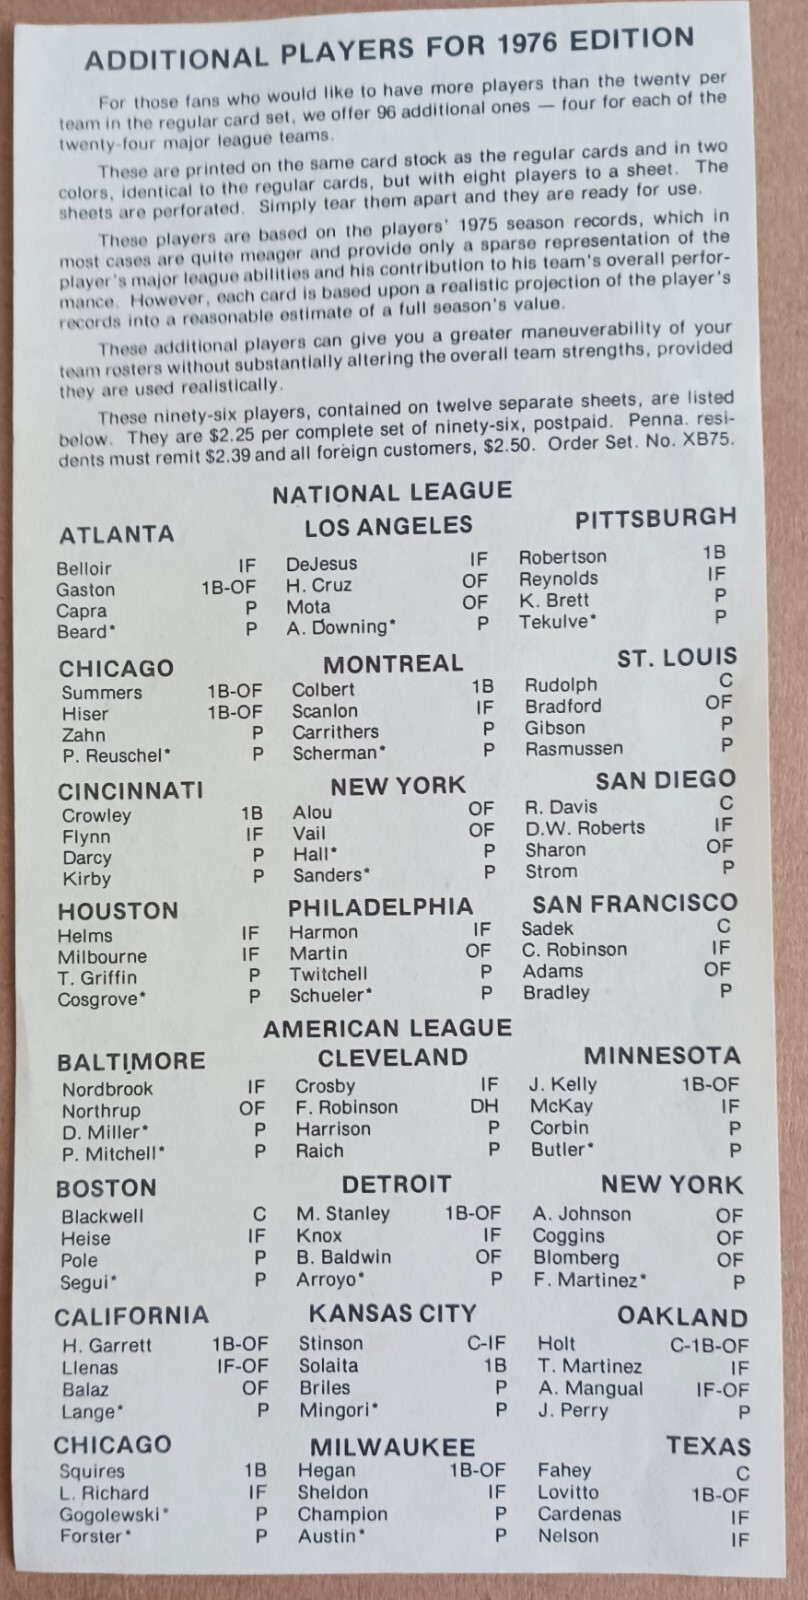 ADDITIONAL PLAYERS FOR 1976 EDITION
For those fans who would like to have more players than the twenty per
team in the regular card set, we offer 96 additional ones — four for each of the
twenty-four major league teams.
These are printed on the same card stock as the regular cards and in two
colors, identical to the regular cards, but with eight players to a sheet. The
sheets are perforated. Simply tear them apart and they are ready for use.
These players are based on the players' 1975 season records, which in
most cases are quite meager and provide only a sparse representation of the
player's major league abilities and his contribution to his team's overall perfor-
mance. However, each card is based upon a realistic projection of the player's
records into a reasonable estimate of a full season's value.
These additional players can give you a greater maneuverability of your
team rosters without substantially altering the overall team strengths, provided
they are used realistically.
These ninety-six players, contained on twelve separate sheets, are listed
below. They are $2.25 per complete set of ninety-six, postpaid. Penna. resi-
dents must remit $2.39 and all foreign customers, $2.50. Order Set. No. XB75.
NATIONAL LEAGUE
ATLANTA LOS ANGELES PITTSBURGH
Belloir IF DeJesus IF Robertson 1B
Gaston 1B-OF H. Cruz OF Reynolds IF
Capra P Mota OF K. Brett P
Beard* P A. Downing* P Tekulve* P
CHICAGO MONTREAL ST. LOUIS
Summers 1B-OF Colbert 1B Rudolph C
Hiser 1B-OF Scanlon IF Bradford OF
Zahn P Carrithers P Gibson P
P. Reuschel* P Scherman* P Rasmussen P
CINCINNATI NEW YORK SAN DIEGO
Crowley 1B Alou OF R. Davis C
Flynn IF Vail OF D.W. Roberts IF
Darcy P Hall* P Sharon OF
Kirby P Sanders* P Strom P
HOUSTON PHILADELPHIA SAN FRANCISCO
Helms IF Harmon IF Sadek C
Milbourne IF Martin OF C. Robinson IF
T. Griffin P Twitchell P Adams OF
Cosgrove* P Schueler* P Bradley P
AMERICAN LEAGUE
BALTIMORE CLEVELAND MINNESOTA
Nordbrook IF Crosby IF J. Kelly 1B-OF
Northrup OF F. Robinson DH McKay IF
D. Miller* P Harrison P Corbin P
P. Mitchell* P Raich P Butler* P
BOSTON DETROIT NEW YORK
Blackwell C M. Stanley 1B-OF A. Johnson OF
Heise IF Knox IF Coggins OF
Pole P B. Baldwin OF Blomberg OF
Segui* P Arroyo* P F. Martinez* P
CALIFORNIA KANSAS CITY OAKLAND
H. Garrett 1B-OF Stinson C-IF Holt C-1B-OF
Llenas IF-OF Solaita 1B T. Martinez IF
Balaz OF Briles P A. Mangual IF-OF
Lange* P Mingori* P J. Perry P
CHICAGO MILWAUKEE TEXAS
Squires 1B Hegan 1B-OF Fahey C
L. Richard IF Sheldon IF Lovitto 1B-OF
Gogolewski* P Champion P Cardenas IF
Forster* P Austin* P Nelson IF